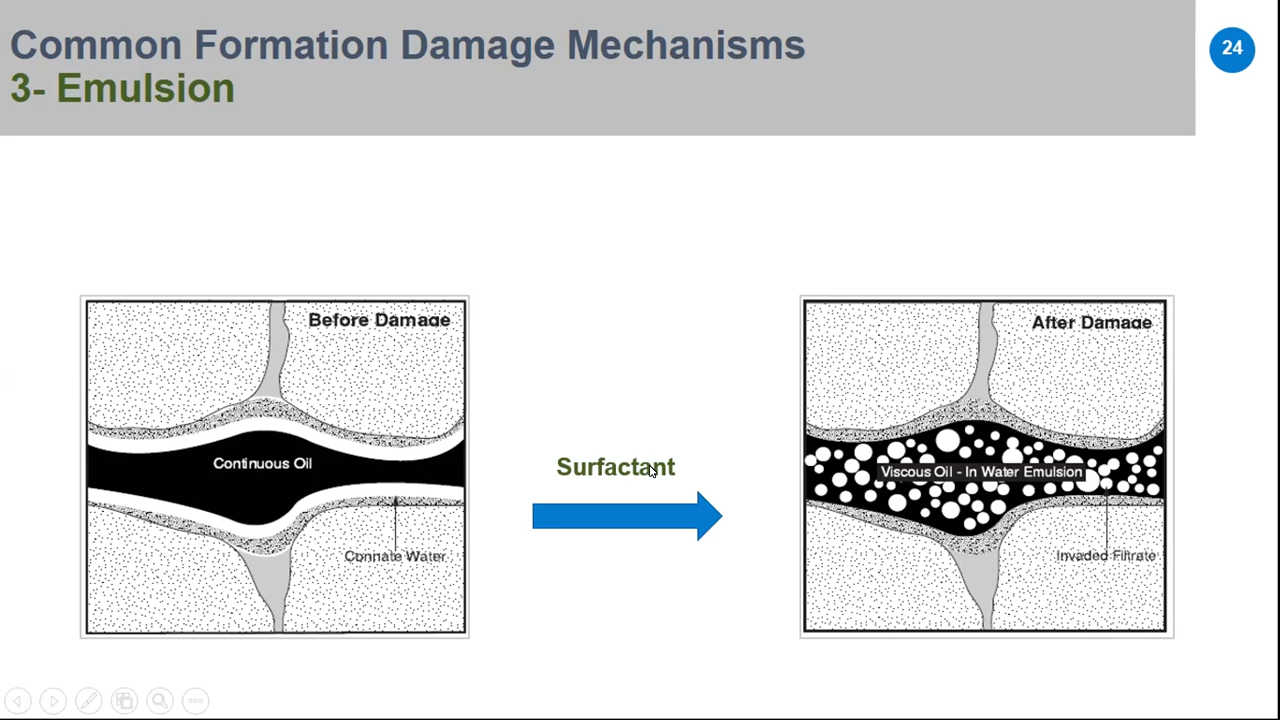 Common Formation Damage Mechanisms
3- Emulsion
24
Before Damage
Continuous Oil
Connate Water
Surfactant
After Damage
Viscous Oil - In Water Emulsion
Invaded Filtrate